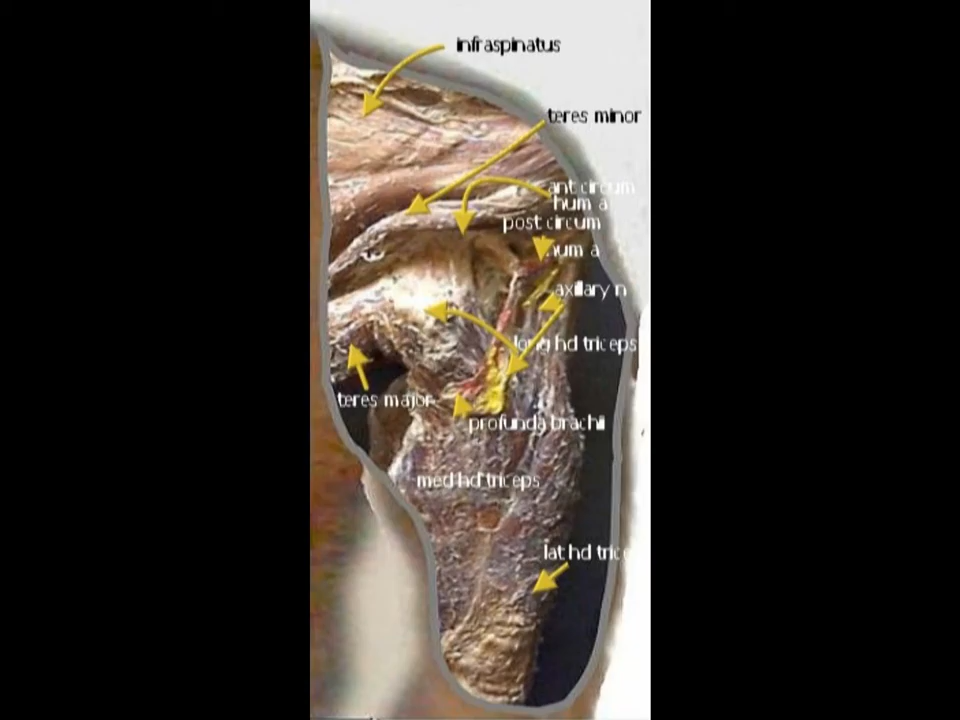 infraspinatus
teres minor
ant circum
hum a
post circum
hum a
axillary n
long hd triceps
teres major
profunda brachii
med hd triceps
lat hd trice